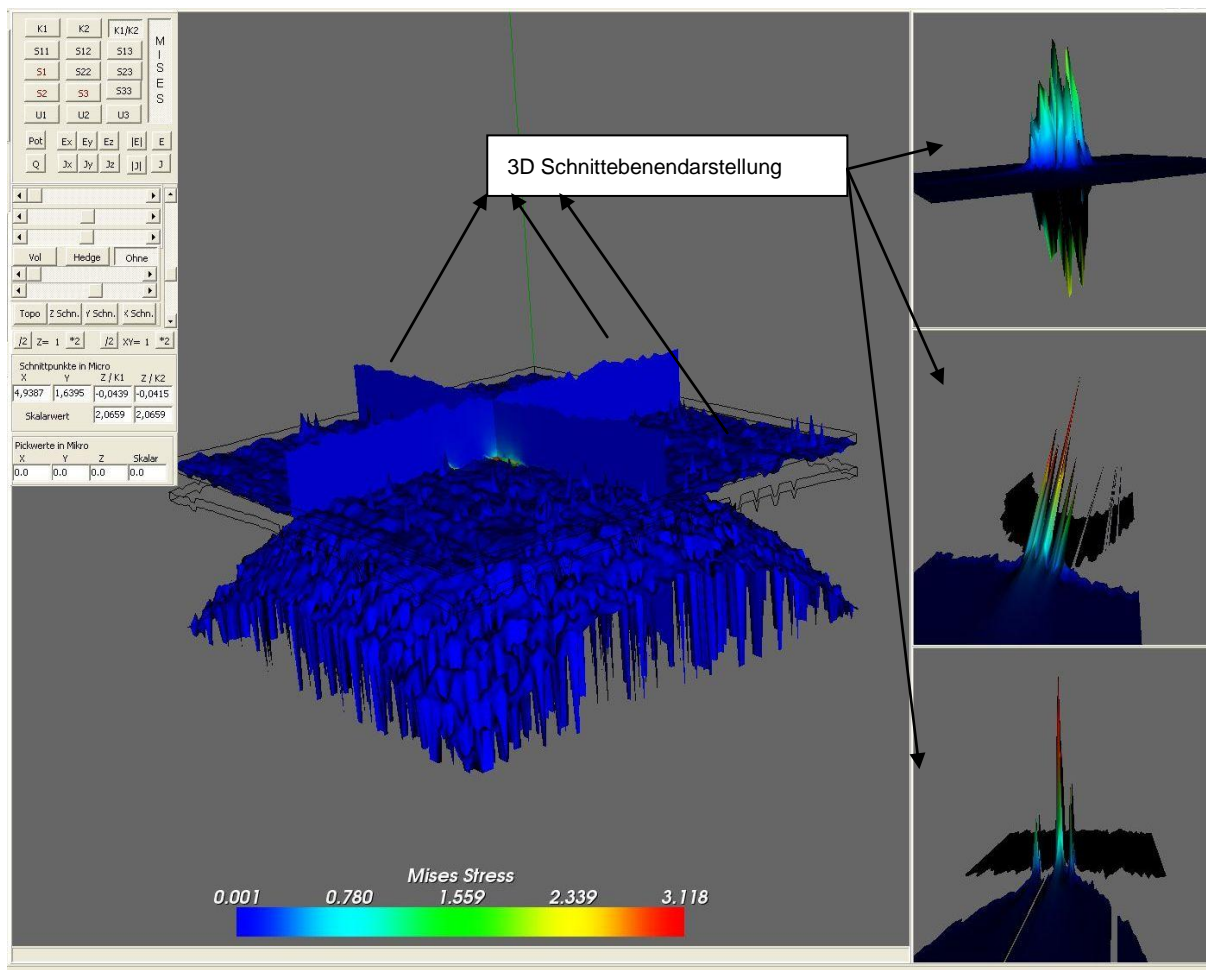 K1 K2 K1/K2
S11 S12 S13
S1 S22 S23
S2 S3 S33
U1 U2 U3
MISES
Pot Ex Ey Ez |E| E
Q Jx Jy Jz |J| J
Vol Hedge Ohne
Topo Z Schn. Y Schn. X Schn.
/2 Z= 1 *2 /2 XY= 1 *2
Schnittpunkte in Micro
X Y Z / K1 Z / K2
4,9387 1,6395 -0,0439 -0,0415
Skalarwert 2,0659 2,0659
Pickwerte in Mikro
X Y Z Skalar
0.0 0.0 0.0 0.0
3D Schnittebenendarstellung
Mises Stress
0.001 0.780 1.559 2.339 3.118